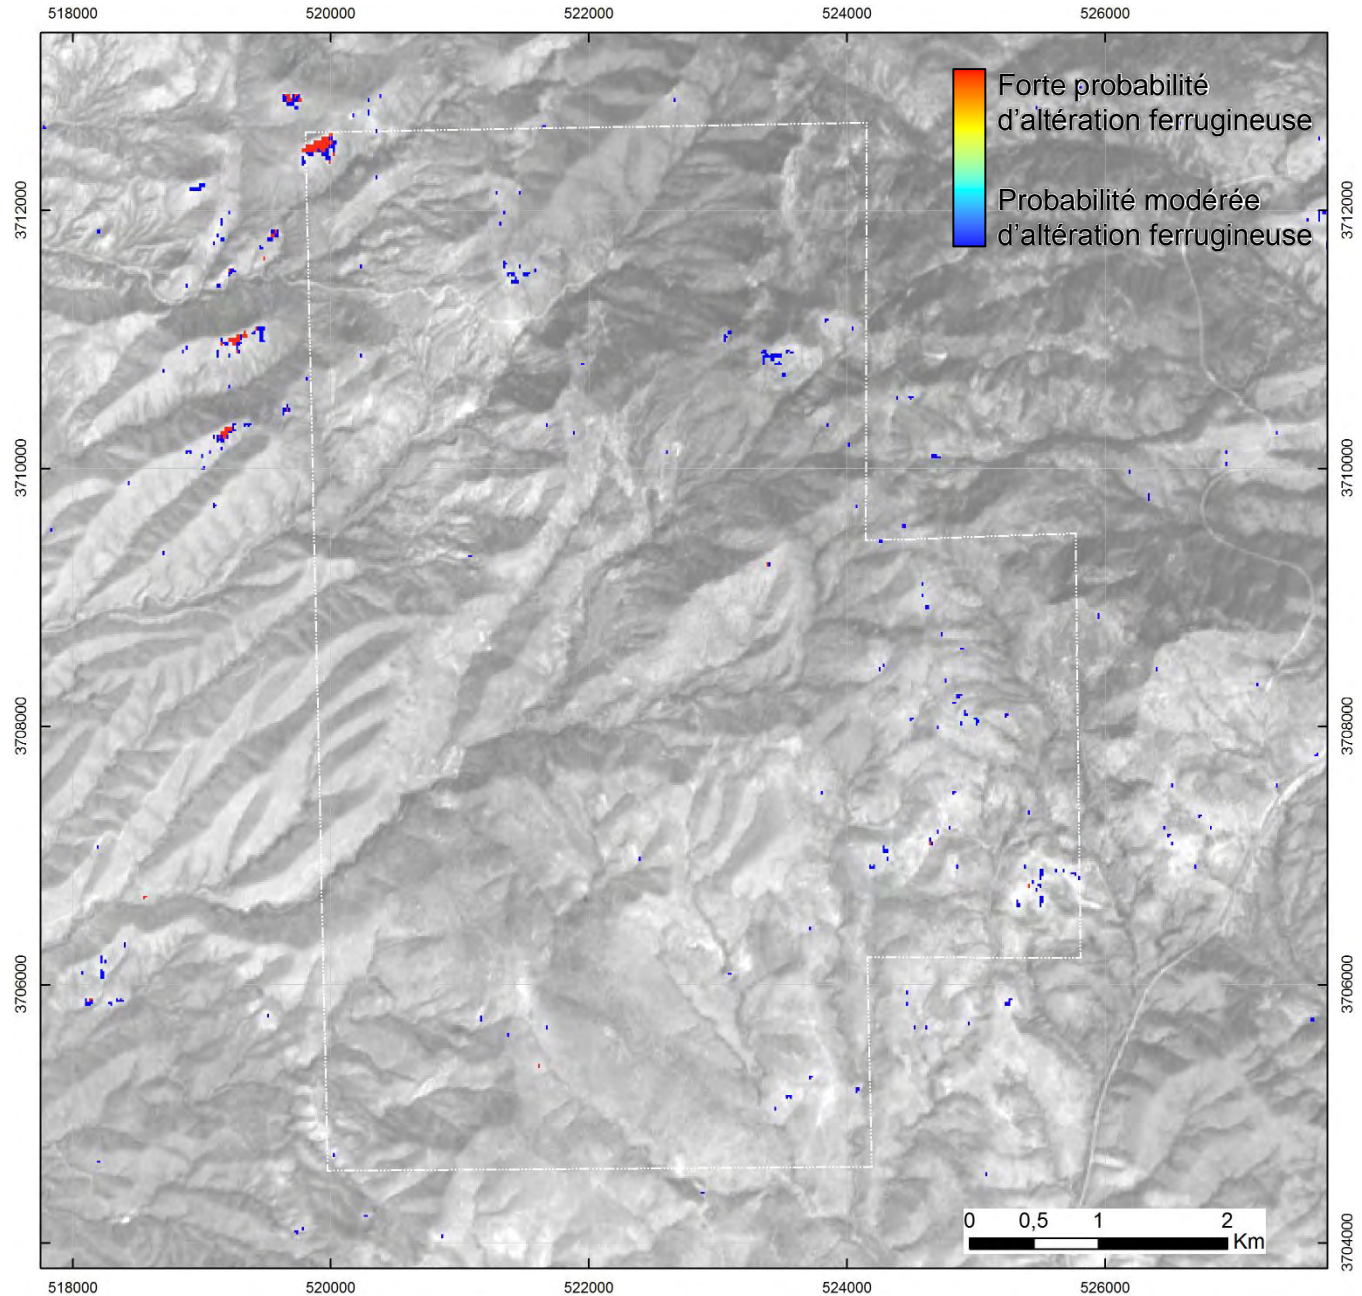 518000 520000 522000 524000 526000
Forte probabilité
d'altération ferrugineuse
Probabilité modérée
d'altération ferrugineuse
3712000 3712000
3710000 3710000
3708000 3708000
3706000 3706000
3704000
0 0,5 1 2
Km
518000 520000 522000 524000 526000